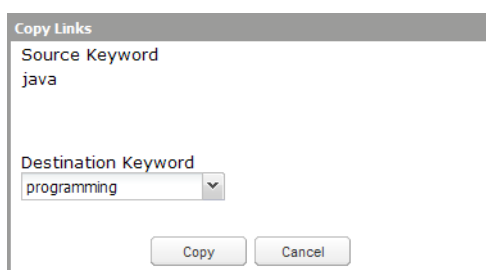 Copy Links
Source Keyword
java
Destination Keyword
programming
Copy Cancel